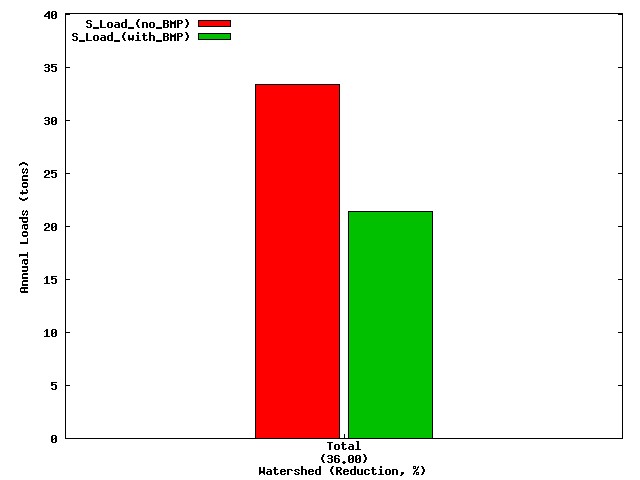 S_Load_(no_BMP)
S_Load_(with_BMP)
40
35
30
25
20
15
10
5
0
Annual Loads (tons)
Total
(36.00)
Watershed (Reduction, %)